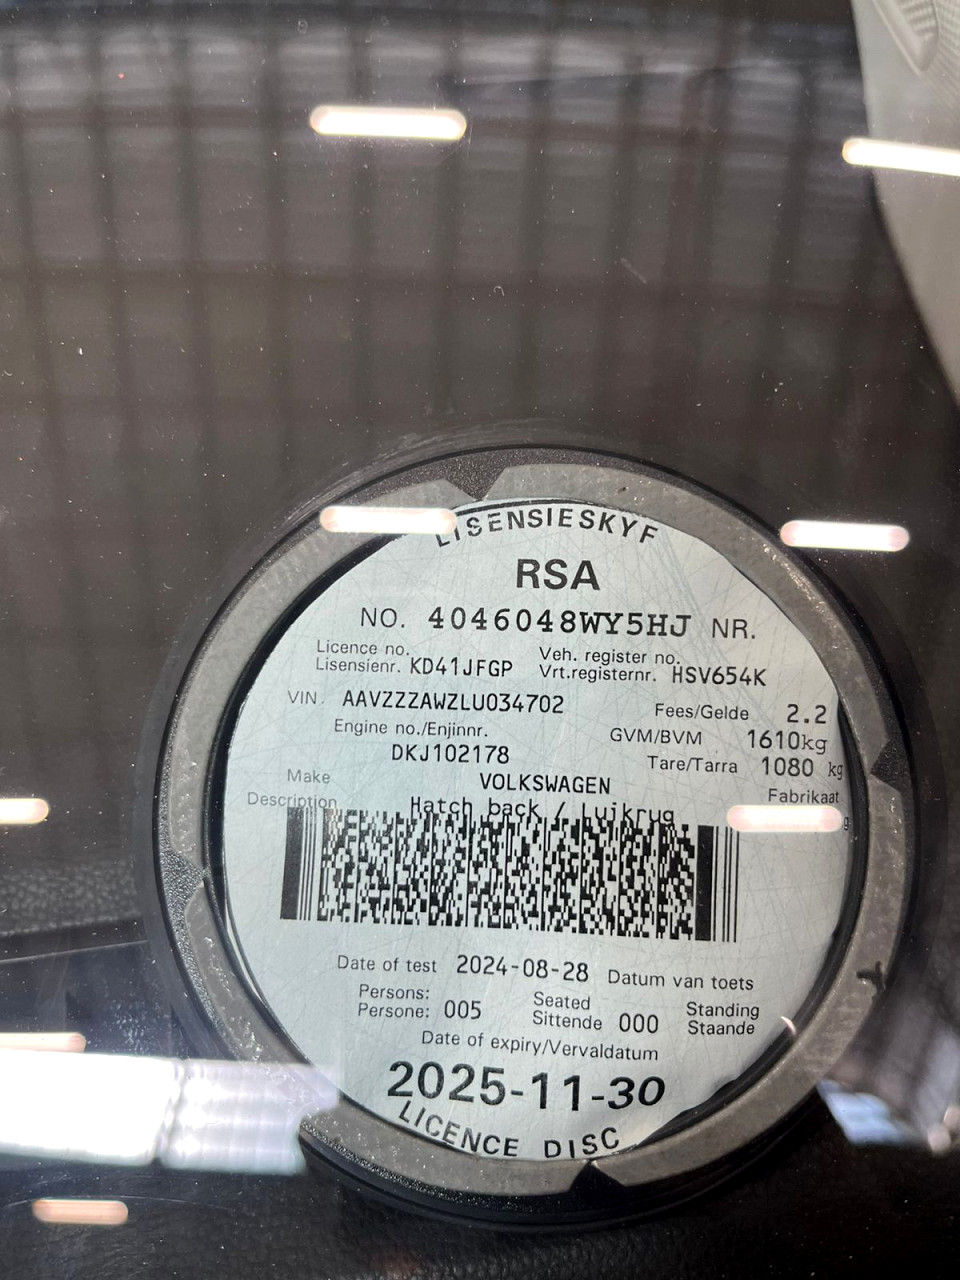 LISENSIESKYF
RSA
NO. 4046048WY5HJ NR.
Licence no. Veh. register no.
Lisensienr. KD41JFGP Vrt.registernr. HSV654K
VIN AAVZZZAWZLU034702 Fees/Gelde 2.2
Engine no./Enjinnr. GVM/BVM 1610kg
DKJ102178 Tare/Tarra 1080 kg
Make VOLKSWAGEN Fabrikaat
Description Hatch back / Luikrug
Date of test 2024-08-28 Datum van toets
Persons: Seated Standing
Persone: 005 Sittende 000 Staande
Date of expiry/Vervaldatum
2025-11-30
LICENCE DISC